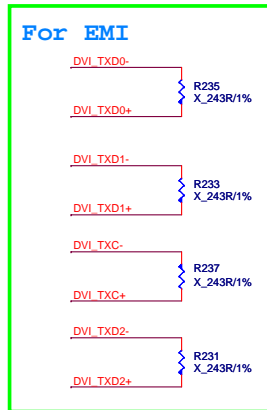 For EMI
DVI_TXD0-
R235
X_243R/1%
DVI_TXD0+
DVI_TXD1-
R233
X_243R/1%
DVI_TXD1+
DVI_TXC-
R237
X_243R/1%
DVI_TXC+
DVI_TXD2-
R231
X_243R/1%
DVI_TXD2+